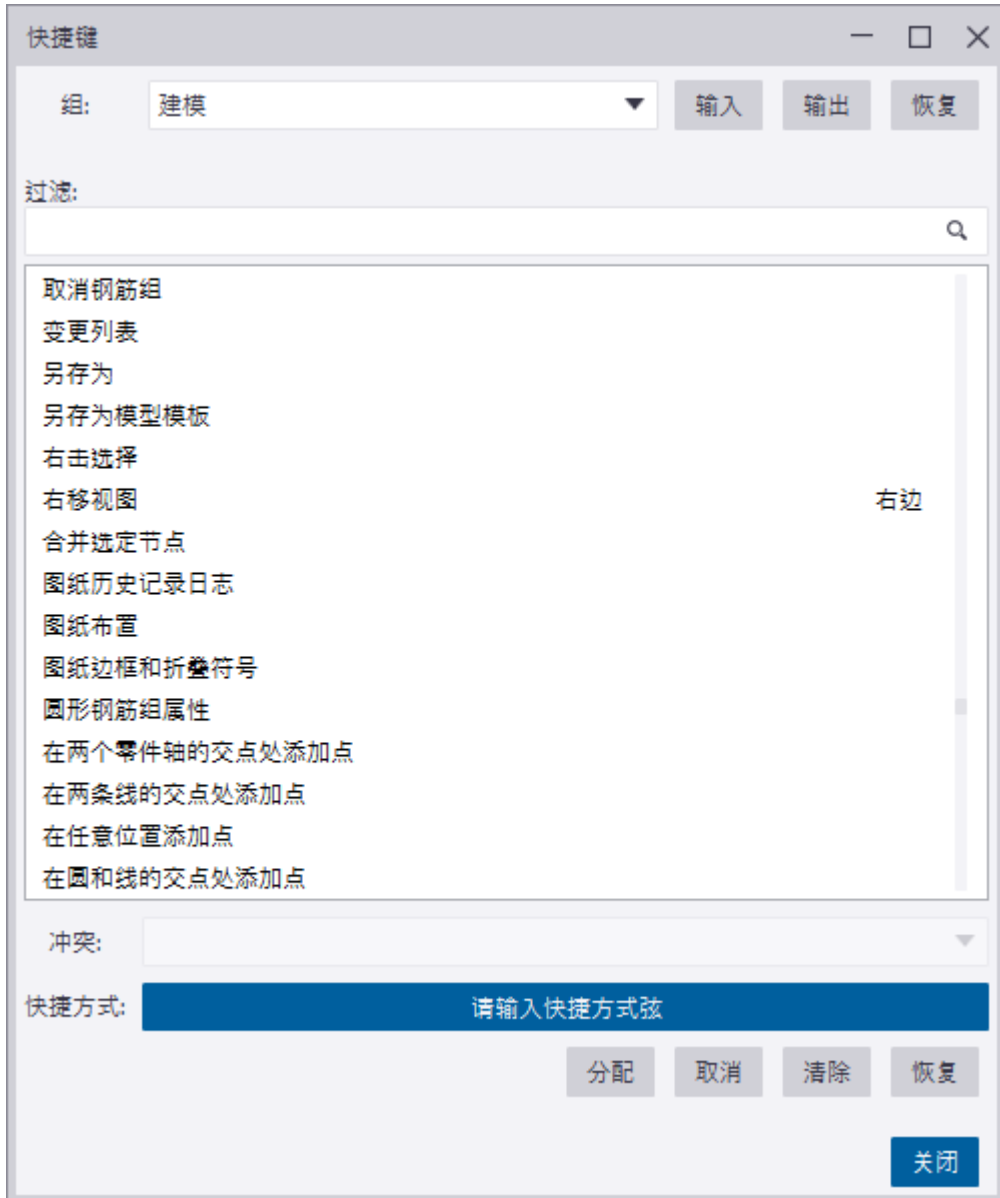 快捷键
组: 建模 输入 输出 恢复
过滤:
取消钢筋组
变更列表
另存为
另存为模型模板
右击选择
右移视图 右边
合并选定节点
图纸历史记录日志
图纸布置
图纸边框和折叠符号
圆形钢筋组属性
在两个零件轴的交点处添加点
在两条线的交点处添加点
在任意位置添加点
在圆和线的交点处添加点
冲突:
快捷方式: 请输入快捷方式弦
分配 取消 清除 恢复
关闭